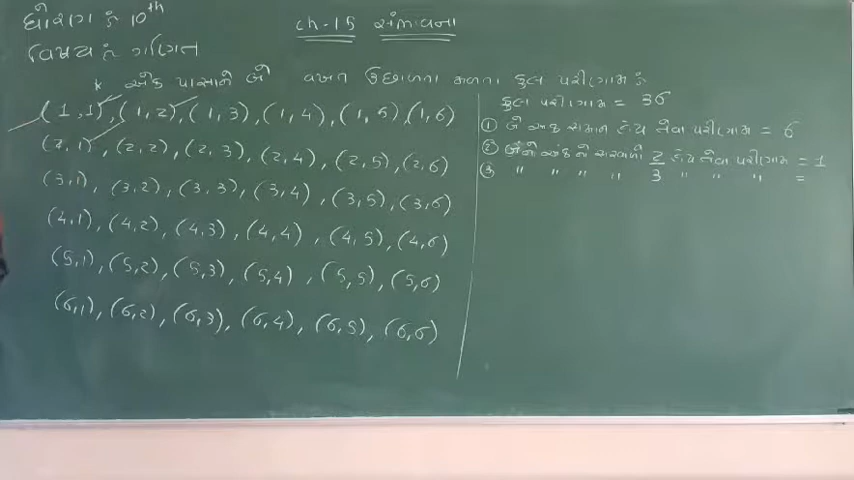 ધોરણ : 10th
ch-15 સંભાવના
વિષય : ગણિત
* એક પાસાને બે વખત ઉછાળતા મળતા કુલ પરીણામ :
(1,1), (1,2), (1,3), (1,4), (1,5), (1,6)
(2,1), (2,2), (2,3), (2,4), (2,5), (2,6)
(3,1), (3,2), (3,3), (3,4), (3,5), (3,6)
(4,1), (4,2), (4,3), (4,4), (4,5), (4,6)
(5,1), (5,2), (5,3), (5,4), (5,5), (5,6)
(6,1), (6,2), (6,3), (6,4), (6,5), (6,6)
કુલ પરીણામ = 36
① બે અંક સમાન હોય તેવા પરીણામ = 6
② બંને અંકનો સરવાળો 2 હોય તેવા પરીણામ = 1
③ " " " " 3 " " " =